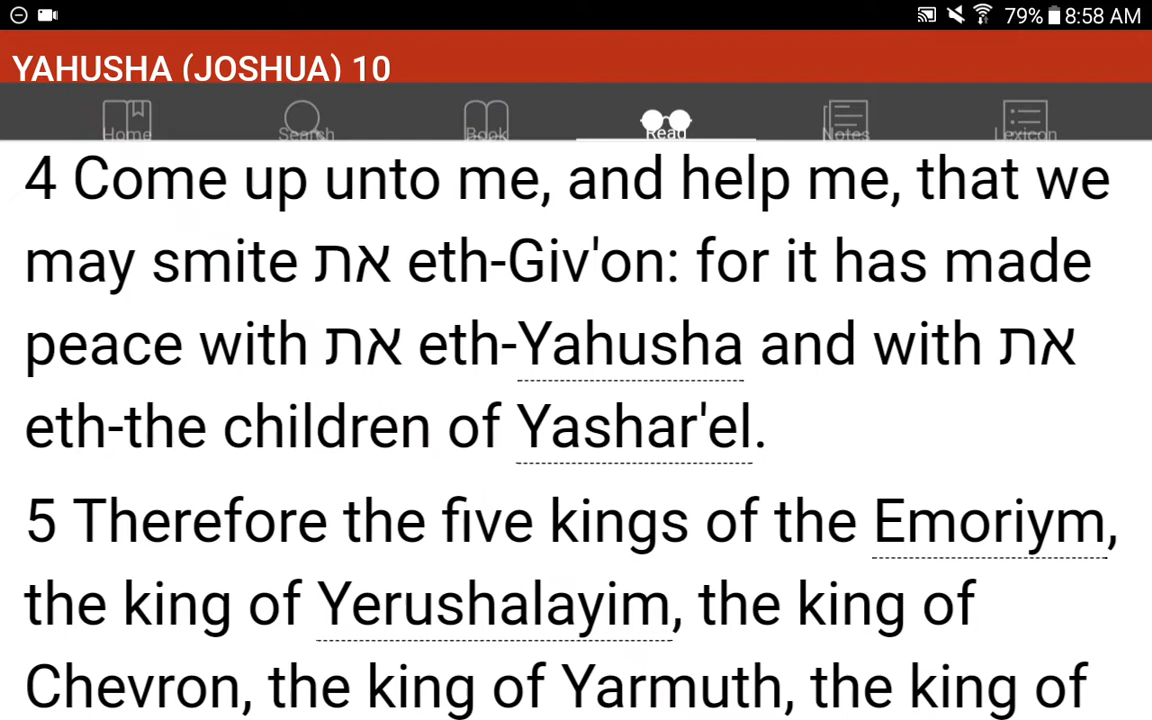 79% 8:58 AM
YAHUSHA (JOSHUA) 10
Home Search Book Read Notes Lexicon
4 Come up unto me, and help me, that we
may smite את eth-Giv'on: for it has made
peace with את eth-Yahusha and with את
eth-the children of Yashar'el.
5 Therefore the five kings of the Emoriym,
the king of Yerushalayim, the king of
Chevron, the king of Yarmuth, the king of